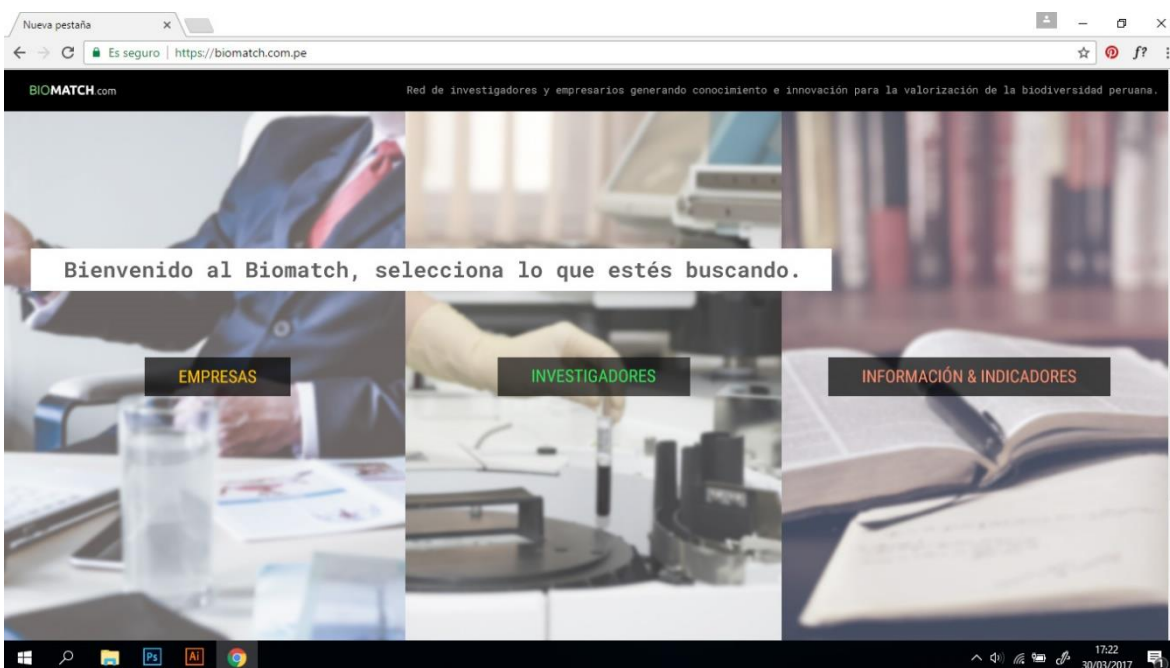 Nueva pestaña
Es seguro | https://biomatch.com.pe
f?
BIOMATCH.com
Red de investigadores y empresarios generando conocimiento e innovación para la valorización de la biodiversidad peruana.
Bienvenido al Biomatch, selecciona lo que estés buscando.
EMPRESAS
INVESTIGADORES
INFORMACIÓN & INDICADORES
Ps
Ai
17:22
30/03/2017